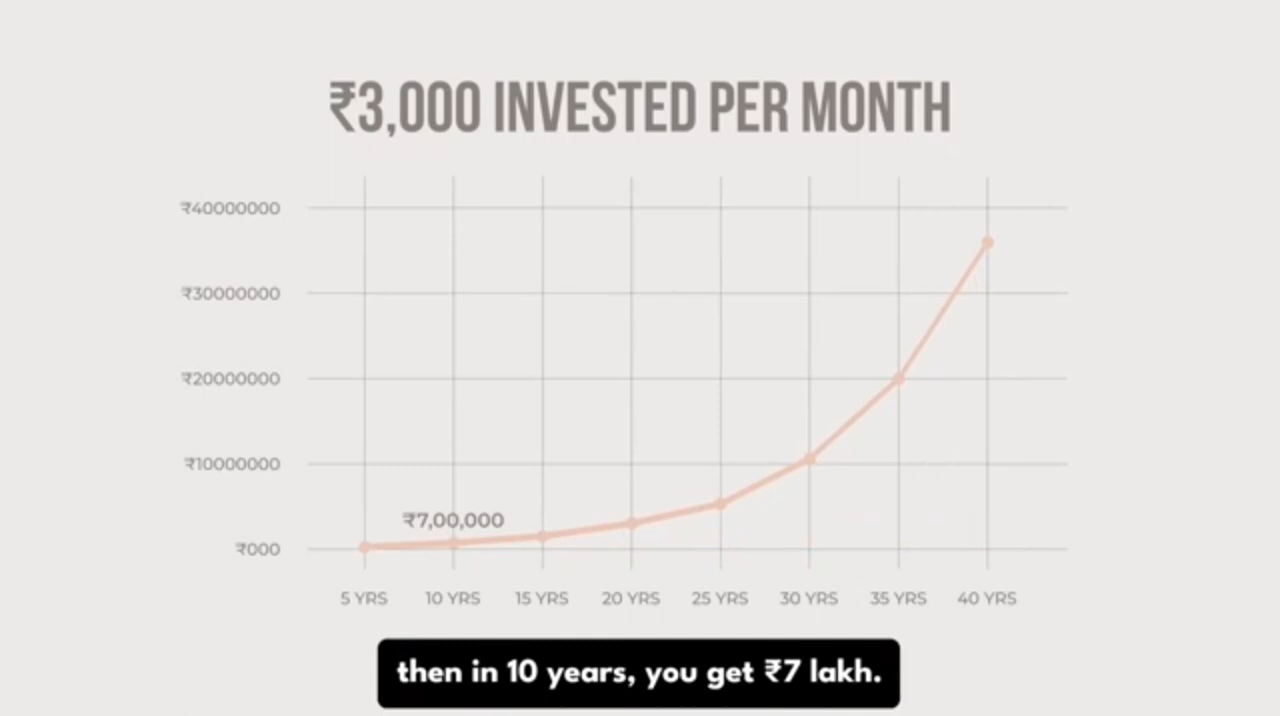 ₹3,000 INVESTED PER MONTH
₹40000000
₹30000000
₹20000000
₹10000000
₹7,00,000
₹000
5 YRS 10 YRS 15 YRS 20 YRS 25 YRS 30 YRS 35 YRS 40 YRS
then in 10 years, you get ₹7 lakh.